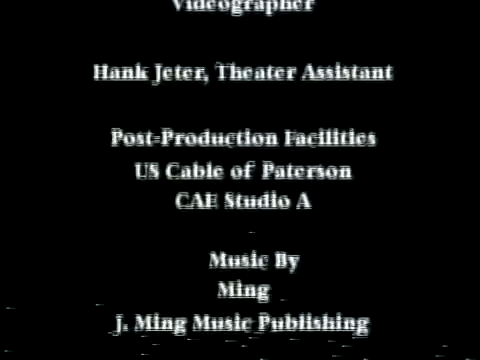 Videographer
Hank Jeter, Theater Assistant
Post-Production Facilities
US Cable of Paterson
CAE Studio A
Music By
Ming
J. Ming Music Publishing